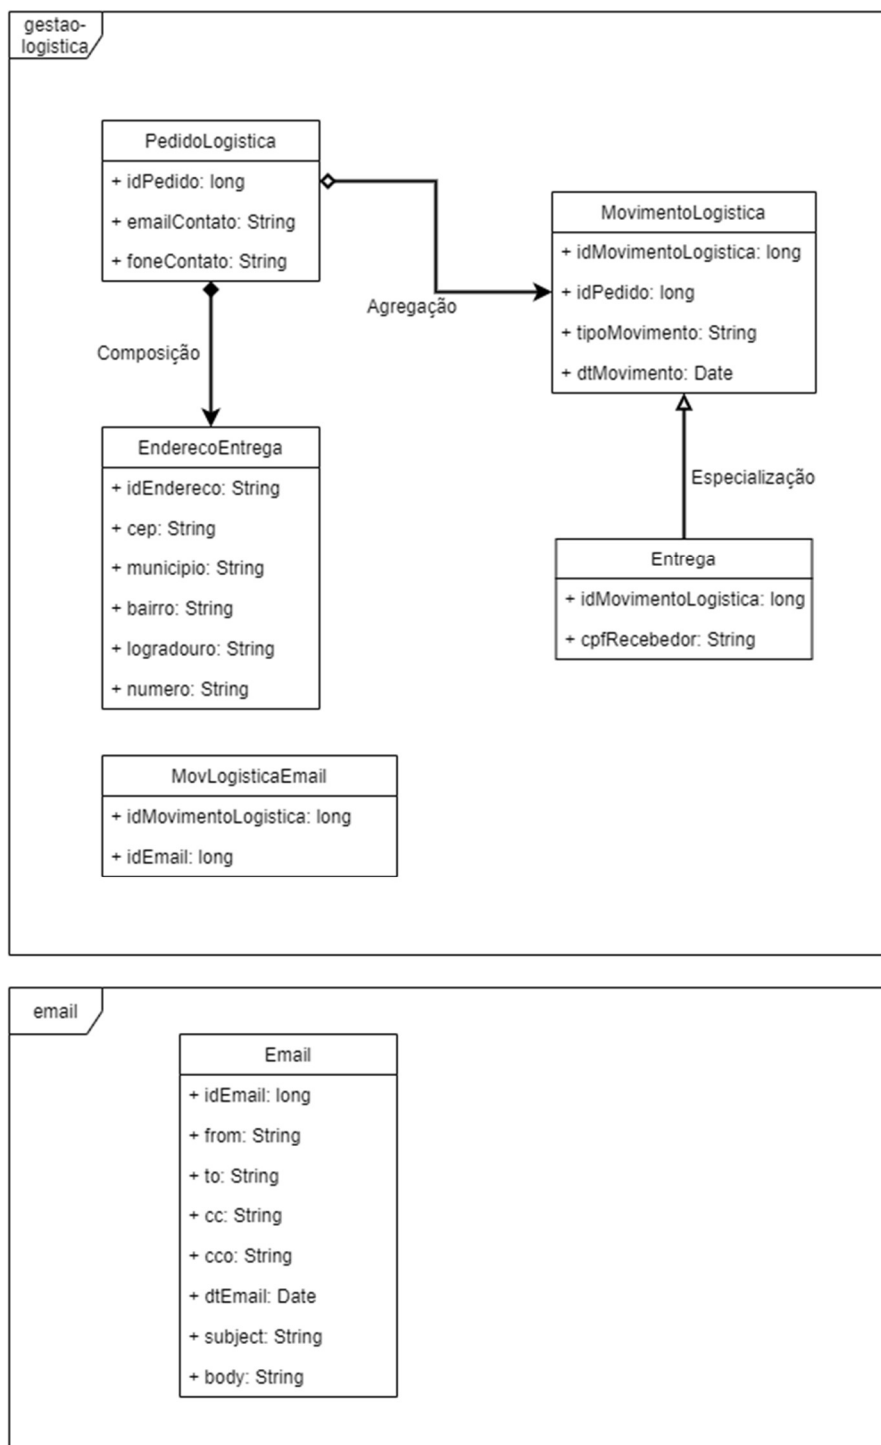 gestao-
logistica
PedidoLogistica
+ idPedido: long
+ emailContato: String
+ foneContato: String
MovimentoLogistica
+ idMovimentoLogistica: long
+ idPedido: long
+ tipoMovimento: String
+ dtMovimento: Date
Agregação
Composição
EnderecoEntrega
+ idEndereco: String
+ cep: String
+ municipio: String
+ bairro: String
+ logradouro: String
+ numero: String
Especialização
Entrega
+ idMovimentoLogistica: long
+ cpfRecebedor: String
MovLogisticaEmail
+ idMovimentoLogistica: long
+ idEmail: long
email
Email
+ idEmail: long
+ from: String
+ to: String
+ cc: String
+ cco: String
+ dtEmail: Date
+ subject: String
+ body: String